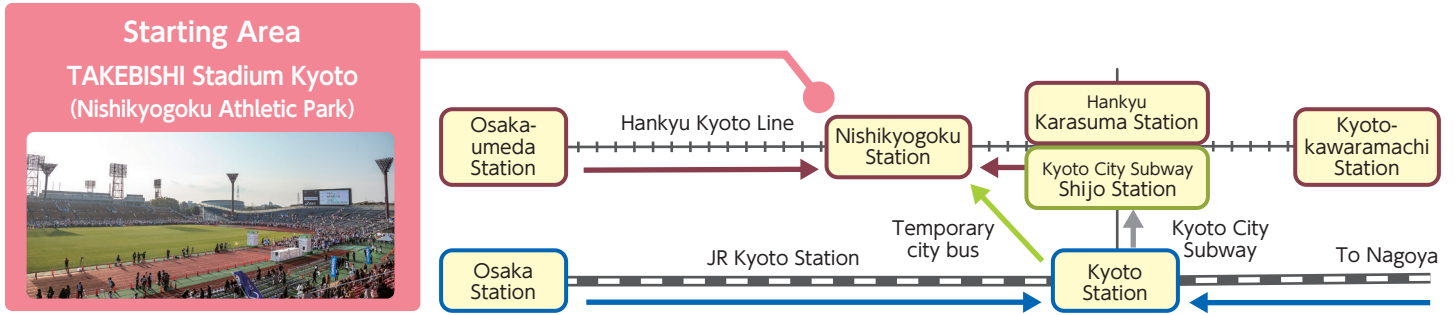 Starting Area
TAKEBISHI Stadium Kyoto
(Nishikyogoku Athletic Park)
Osaka-
umeda
Station
Hankyu Kyoto Line
Nishikyogoku
Station
Hankyu
Karasuma Station
Kyoto City Subway
Shijo Station
Kyoto-
kawaramachi
Station
Temporary
city bus
Kyoto City
Subway
Osaka
Station
JR Kyoto Station
Kyoto
Station
To Nagoya